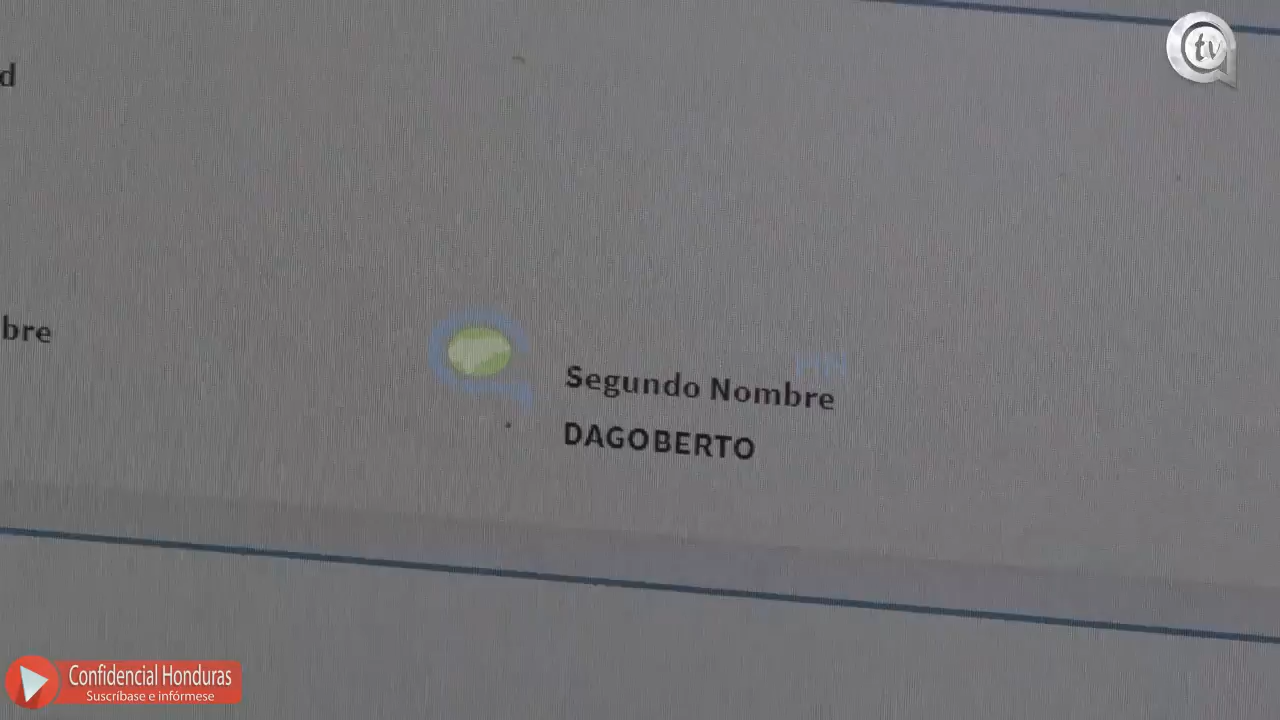 tv
d
bre
Segundo Nombre
DAGOBERTO
Confidencial Honduras
Suscríbase e infórmese